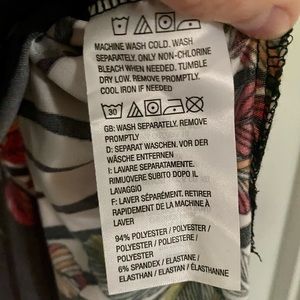 MACHINE WASH COLD. WASH
SEPARATELY. ONLY NON-CHLORINE
BLEACH WHEN NEEDED. TUMBLE
DRY LOW. REMOVE PROMPTLY.
COOL IRON IF NEEDED
30
GB: WASH SEPARATELY. REMOVE
PROMPTLY
D: SEPARAT WASCHEN. VOR DER
WÄSCHE ENTFERNEN
I: LAVARE SEPARATAMENTE.
RIMUOVERE SUBITO DOPO IL
LAVAGGIO
F: LAVER SÉPARÉMENT. RETIRER
RAPIDEMENT DE LA MACHINE À
LAVER
94% POLYESTER / POLYESTER /
POLYESTER / POLIESTERE /
POLYESTER
6% SPANDEX / ELASTANE /
ELASTHAN / ELASTAN / ÉLASTHANNE